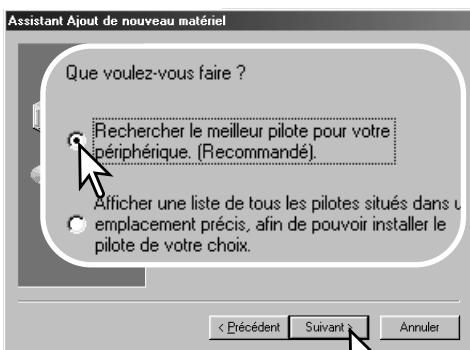 Assistant Ajout de nouveau matériel
Que voulez-vous faire ?
Rechercher le meilleur pilote pour votre
périphérique. (Recommandé).
Afficher une liste de tous les pilotes situés dans
emplacement précis, afin de pouvoir installer le
pilote de votre choix.
< Précédent
Suivant >
Annuler